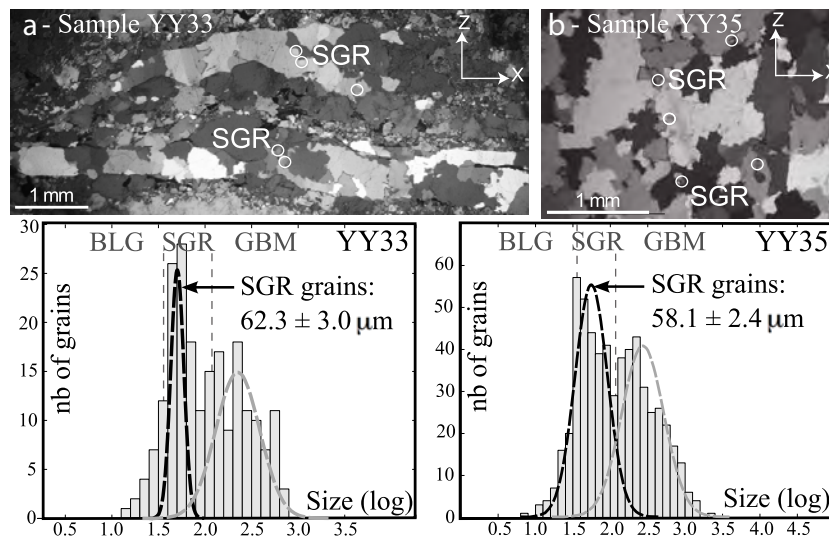 a - Sample YY33
Z
X
SGR
SGR
1 mm
b - Sample YY35
Z
X
SGR
SGR
1 mm
30
25
20
15
10
5
0
nb of grains
BLG SGR GBM YY33
SGR grains:
62.3 ± 3.0 μm
Size (log)
0.5 1.0 1.5 2.0 2.5 3.0 3.5
60
50
40
30
20
10
0
nb of grains
BLG SGR GBM YY35
SGR grains:
58.1 ± 2.4 μm
Size (log)
0.5 1.0 1.5 2.0 2.5 3.0 3.5 4.0 4.5